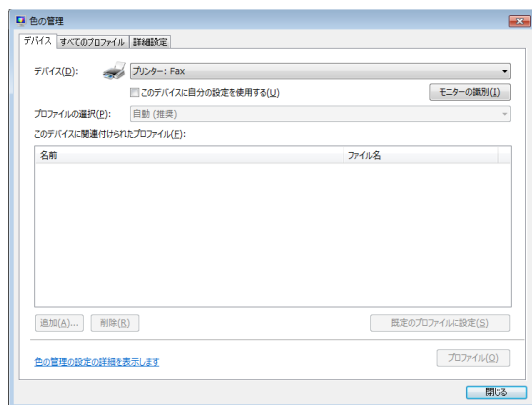 色の管理
デバイス すべてのプロファイル 詳細設定
デバイス(D): プリンター: Fax
このデバイスに自分の設定を使用する(U) モニターの識別(I)
プロファイルの選択(P): 自動 (推奨)
このデバイスに関連付けられたプロファイル(F):
名前 ファイル名
追加(A)... 削除(R) 既定のプロファイルに設定(S)
色の管理の設定の詳細を表示します プロファイル(O)
閉じる